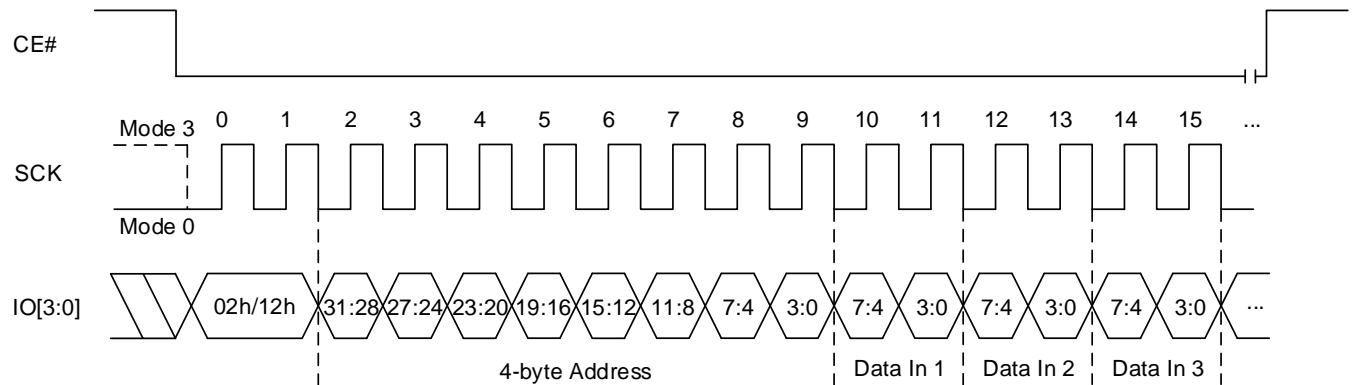 CE#
Mode 3
0 1 2 3 4 5 6 7 8 9 10 11 12 13 14 15 ...
SCK
Mode 0
IO[3:0]
02h/12h 31:28 27:24 23:20 19:16 15:12 11:8 7:4 3:0 7:4 3:0 7:4 3:0 7:4 3:0 ...
4-byte Address Data In 1 Data In 2 Data In 3